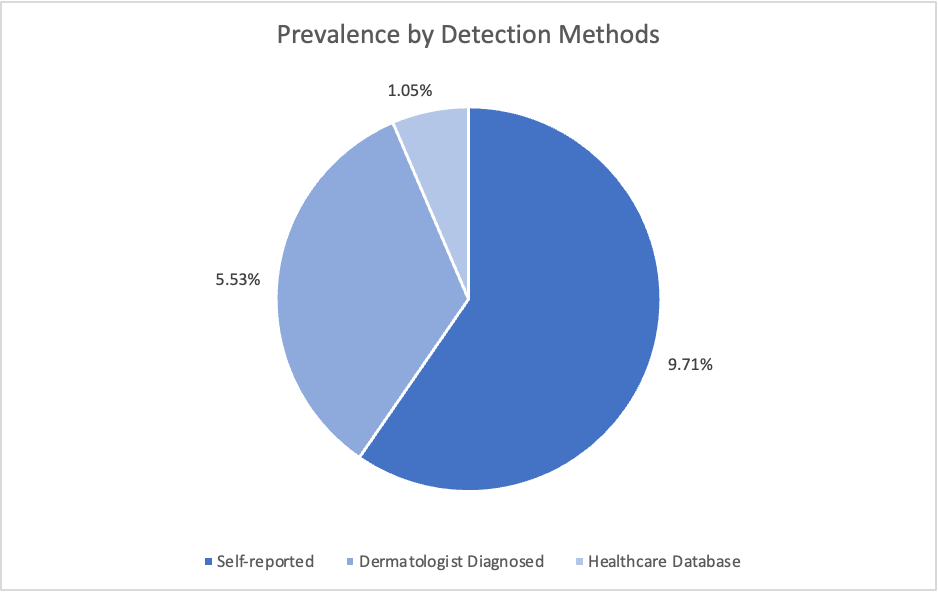 Prevalence by Detection Methods
1.05%
5.53%
9.71%
Self-reported
Dermatologist Diagnosed
Healthcare Database